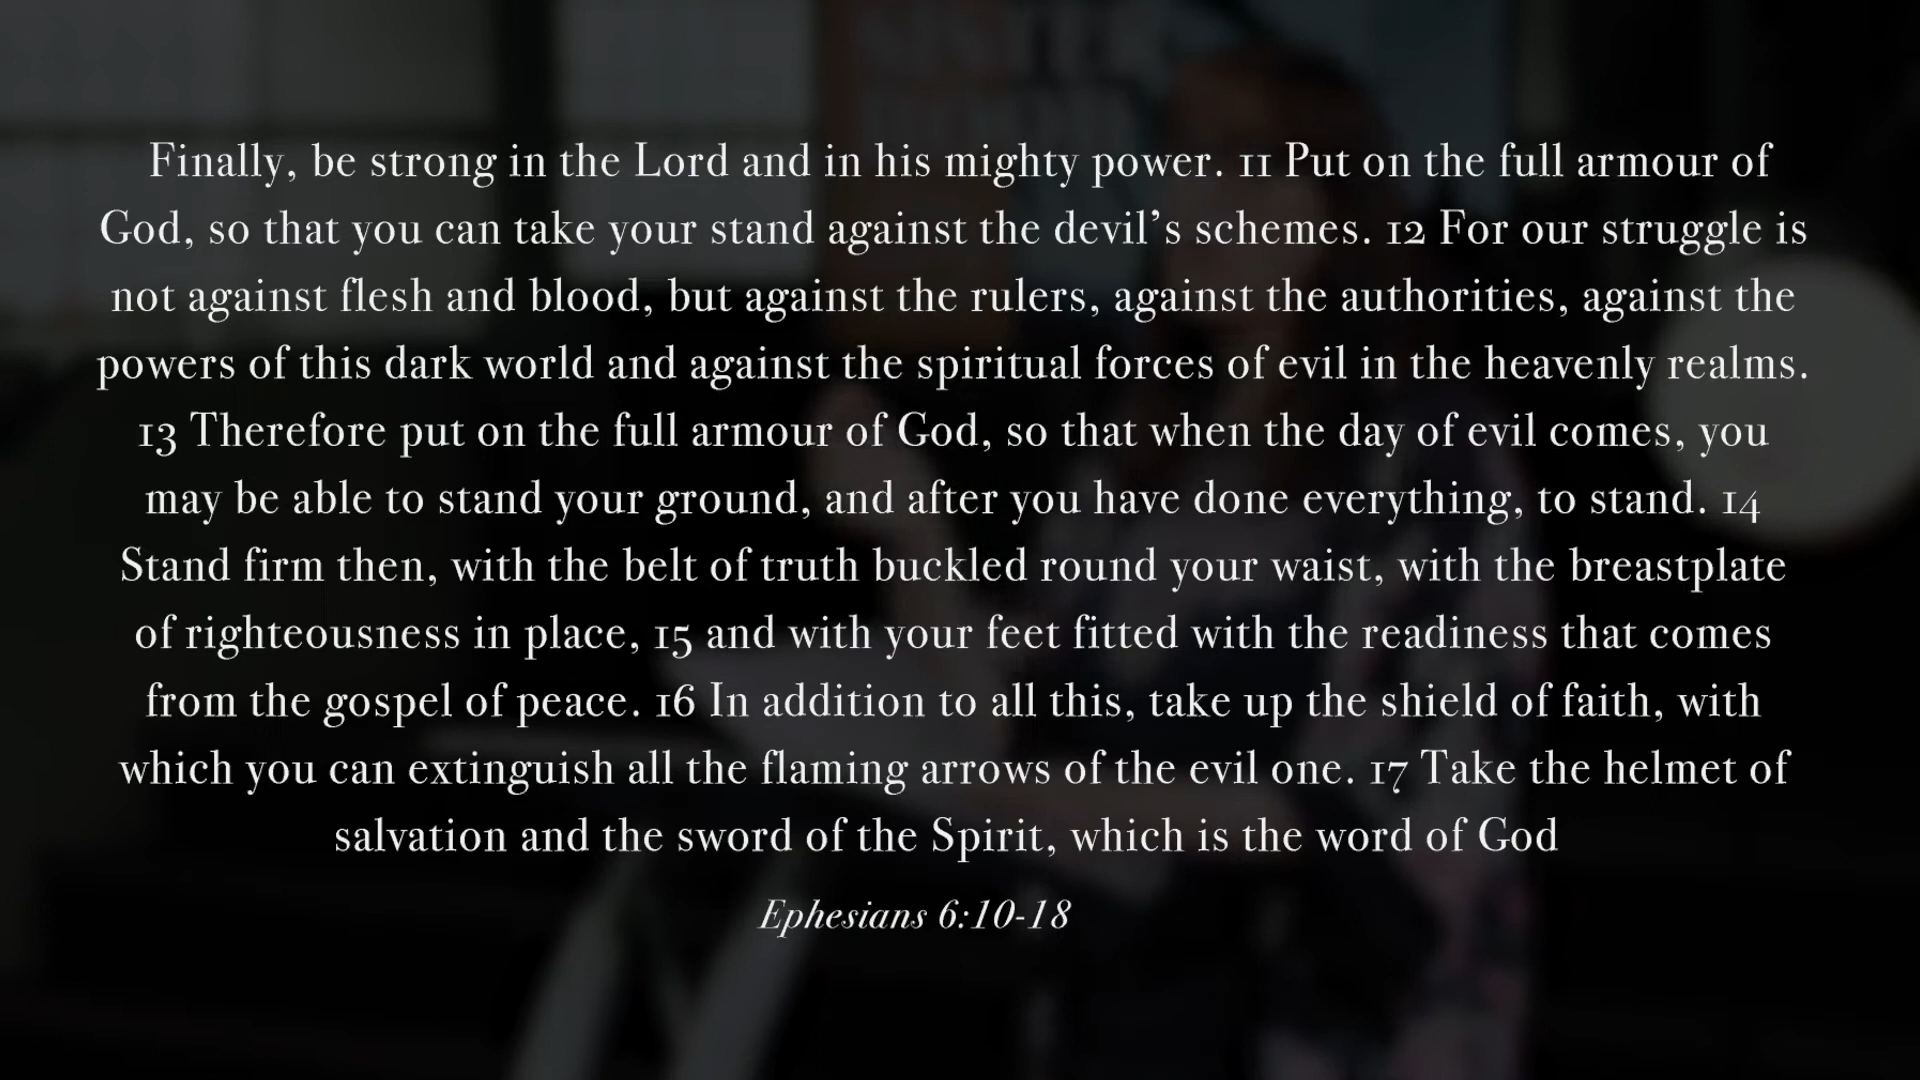 Finally, be strong in the Lord and in his mighty power. 11 Put on the full armour of
God, so that you can take your stand against the devil’s schemes. 12 For our struggle is
not against flesh and blood, but against the rulers, against the authorities, against the
powers of this dark world and against the spiritual forces of evil in the heavenly realms.
13 Therefore put on the full armour of God, so that when the day of evil comes, you
may be able to stand your ground, and after you have done everything, to stand. 14
Stand firm then, with the belt of truth buckled round your waist, with the breastplate
of righteousness in place, 15 and with your feet fitted with the readiness that comes
from the gospel of peace. 16 In addition to all this, take up the shield of faith, with
which you can extinguish all the flaming arrows of the evil one. 17 Take the helmet of
salvation and the sword of the Spirit, which is the word of God
Ephesians 6:10-18